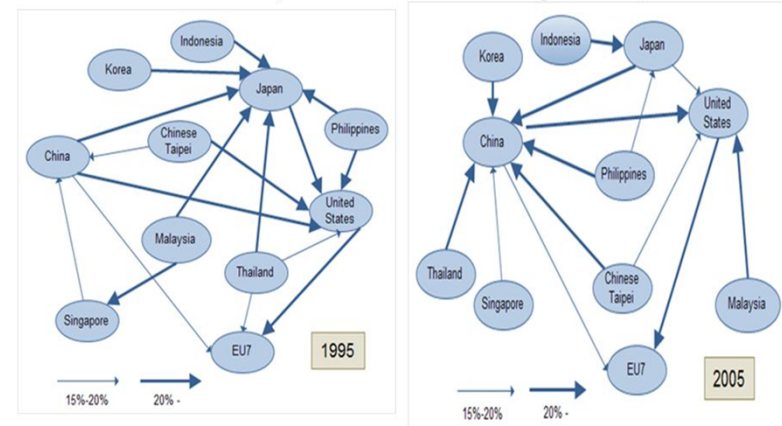 Indonesia
Korea
Japan
Chinese
Taipei
Philippines
China
United
States
Malaysia
Thailand
Singapore
EU7
1995
15%-20%
20% -
Indonesia
Japan
Korea
United
States
China
Philippines
Thailand
Singapore
Chinese
Taipei
Malaysia
EU7
2005
15%-20%
20% -